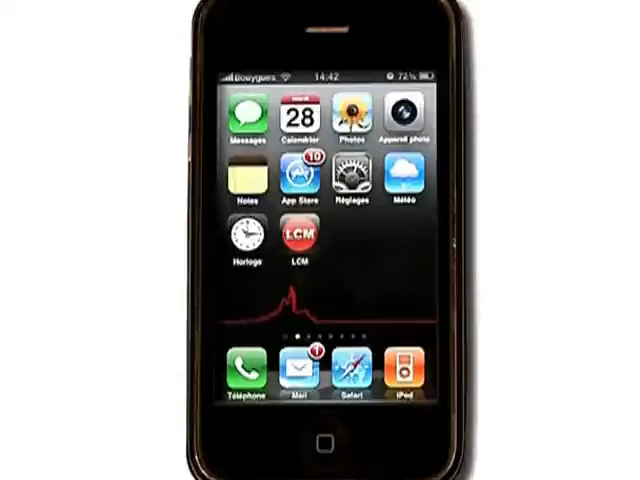 Bouygues 14:42 72 %
Messages 28 Calendrier Photos Appareil photo
10
Notes App Store Réglages Météo
LCM
Horloge LCM
1
Téléphone Mail Safari iPod